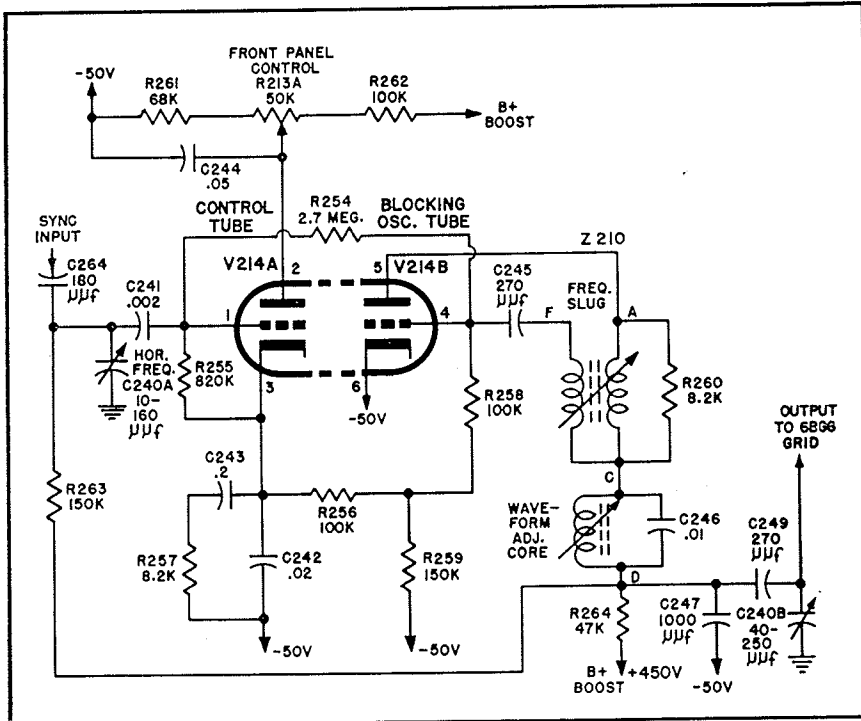 FRONT PANEL
CONTROL
R213A
50K
-50V
R261
68K
R262
100K
B+
BOOST
C244
.05
R254
2.7 MEG.
CONTROL
TUBE
BLOCKING
OSC. TUBE
SYNC
INPUT
Z 210
V214A
2
5
V214B
C264
180
μμf
C241
.002
1
4
C245
270
μμf
F
FREQ.
SLUG
A
HOR.
FREQ.
C240A
10-
160
μμf
R255
820K
3
6
-50V
R258
100K
R260
8.2K
OUTPUT
TO 6BG6
GRID
R263
150K
C243
.2
R256
100K
C
WAVE-
FORM
ADJ.
CORE
C246
.01
C249
270
μμf
R257
8.2K
C242
.02
R259
150K
D
R264
47K
C247
1000
μμf
C240B
40-
250
μμf
-50V
-50V
B+
BOOST
+450V
-50V